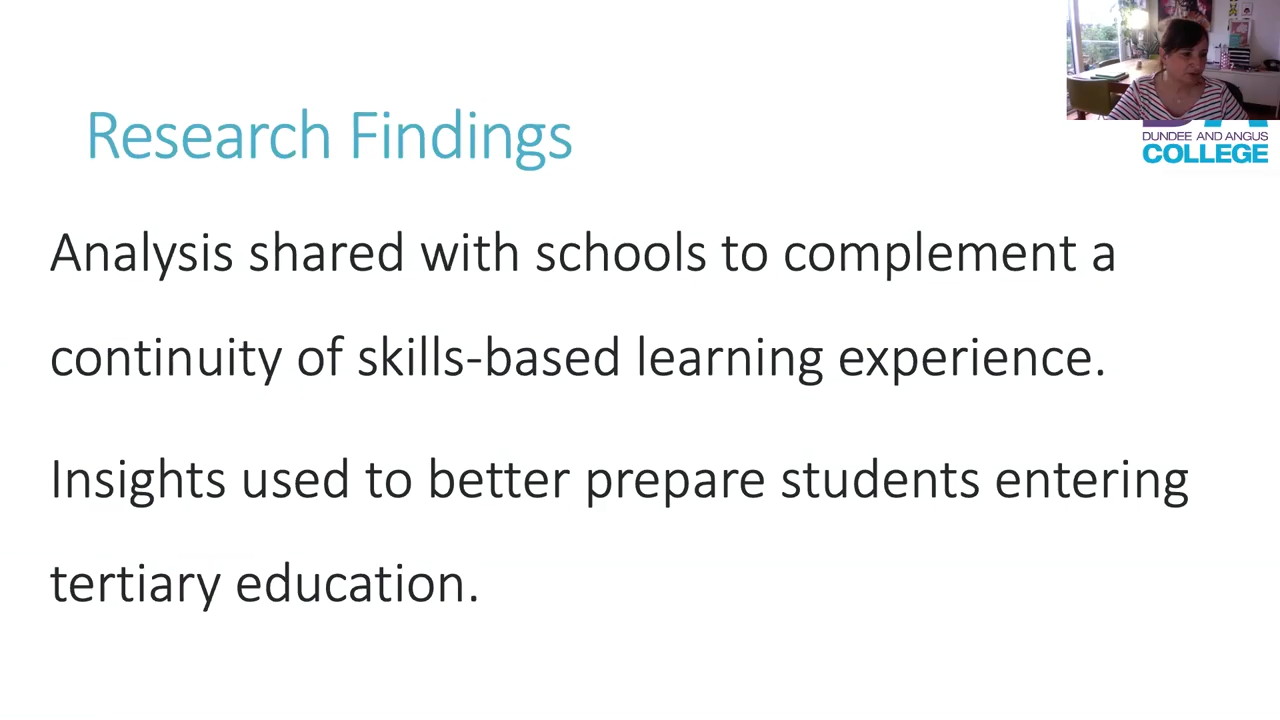 Research Findings
DUNDEE AND ANGUS
COLLEGE
Analysis shared with schools to complement a
continuity of skills-based learning experience.
Insights used to better prepare students entering
tertiary education.